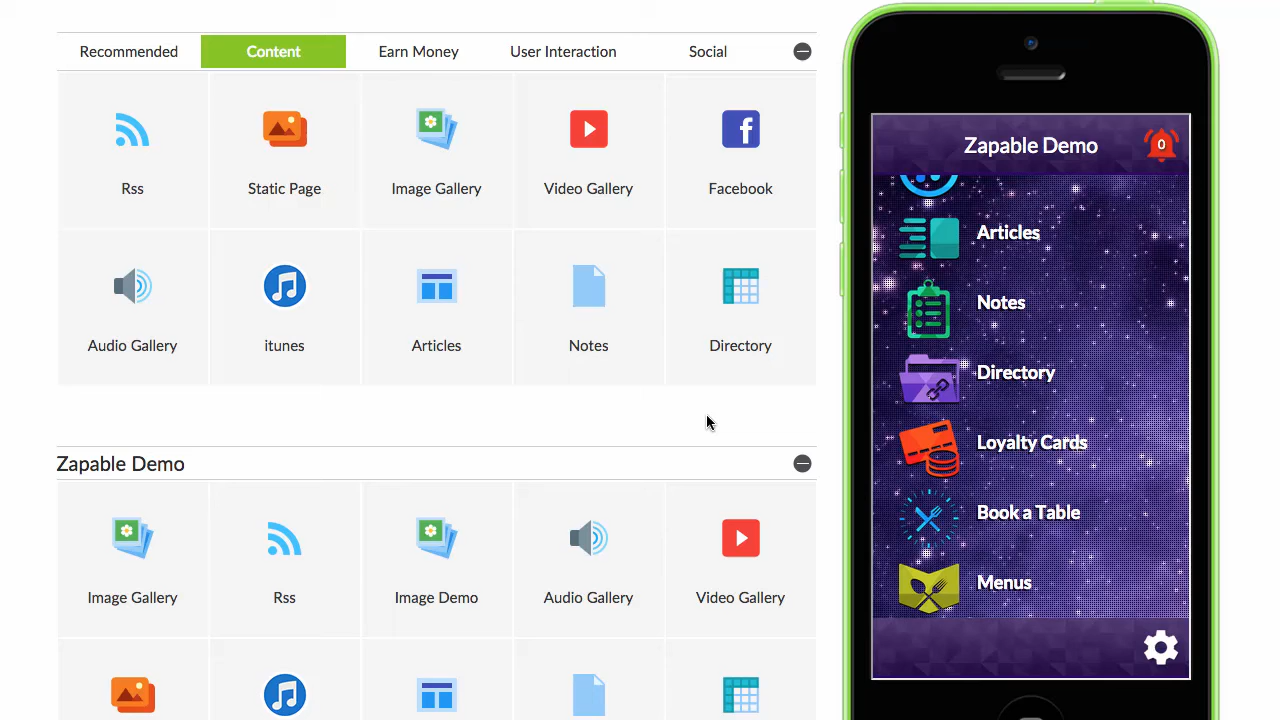 Recommended Content Earn Money User Interaction Social
Rss Static Page Image Gallery Video Gallery Facebook
Audio Gallery itunes Articles Notes Directory
Zapable Demo
Image Gallery Rss Image Demo Audio Gallery Video Gallery
Zapable Demo
0
Articles
Notes
Directory
Loyalty Cards
Book a Table
Menus